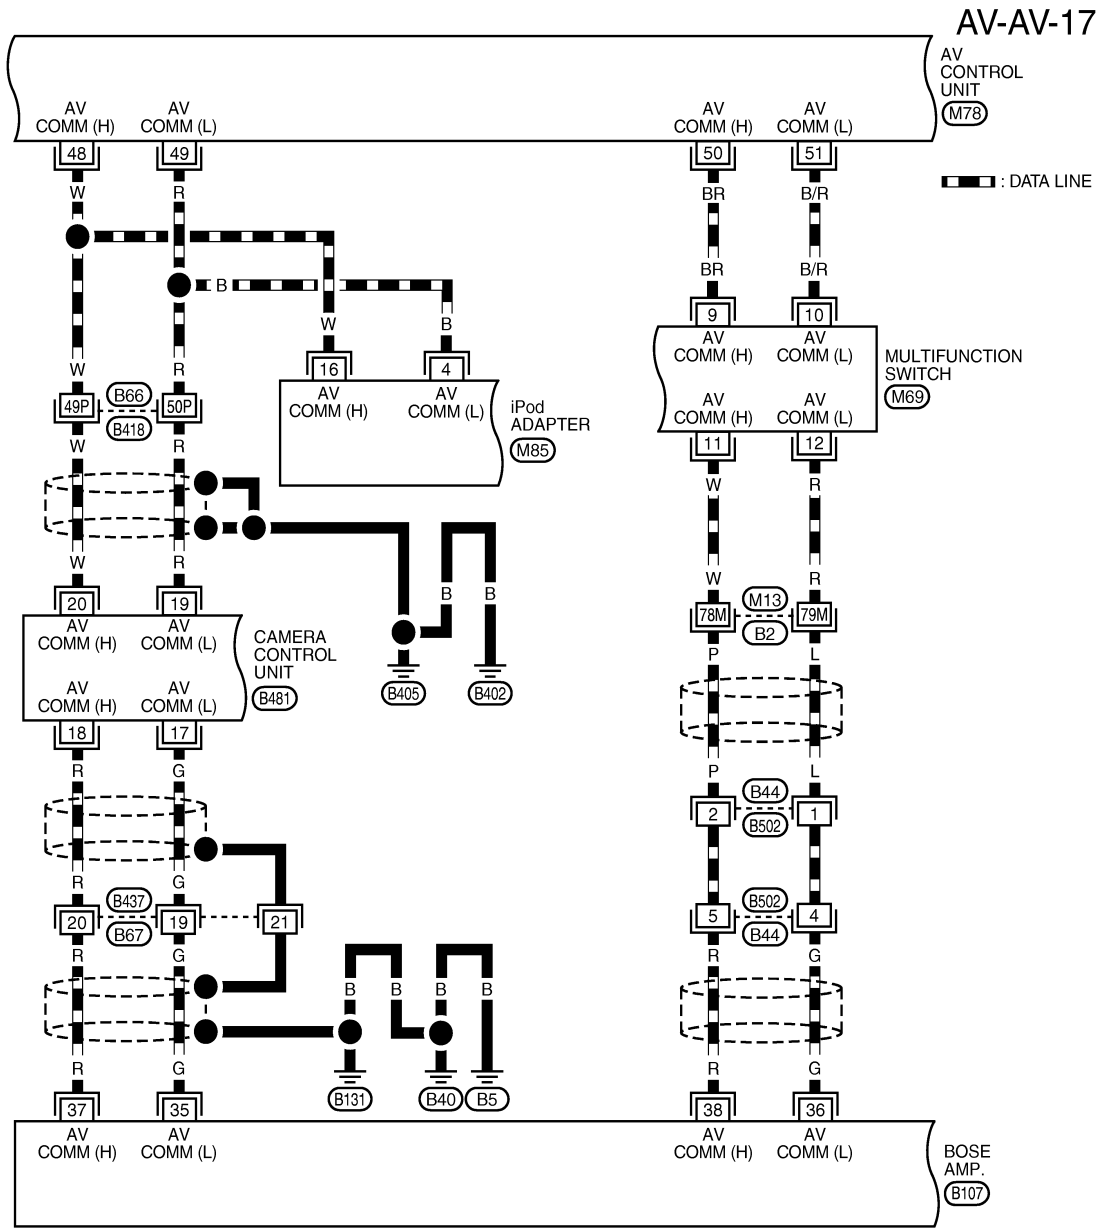 AV-AV-17
AV
CONTROL
UNIT
M78
AV
COMM (H)
AV
COMM (L)
AV
COMM (H)
AV
COMM (L)
48
49
50
51
: DATA LINE
W
R
BR
B/R
BR
B/R
B
W
B
9
10
AV
COMM (H)
AV
COMM (L)
MULTIFUNCTION
SWITCH
M69
AV
COMM (H)
AV
COMM (L)
11
12
16
4
AV
COMM (H)
AV
COMM (L)
iPod
ADAPTER
M85
W
R
49P
B66
50P
B418
W
R
W
R
W
R
W
R
20
19
AV
COMM (H)
AV
COMM (L)
CAMERA
CONTROL
UNIT
B481
AV
COMM (H)
AV
COMM (L)
18
17
B
B
B405
B402
78M
M13
79M
B2
P
L
P
L
2
B44
1
B502
R
G
R
G
20
B437
19
21
B67
R
G
5
B502
4
B44
R
G
B
B
B
B
R
G
R
G
B131
B40
B5
37
35
38
36
AV
COMM (H)
AV
COMM (L)
AV
COMM (H)
AV
COMM (L)
BOSE
AMP.
B107